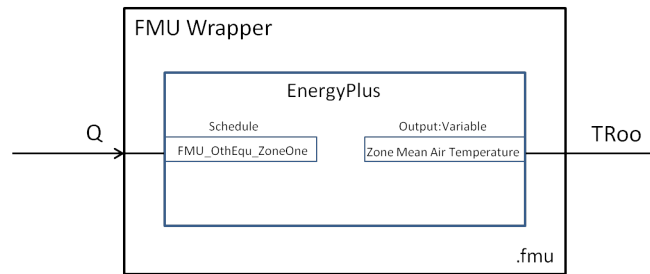 FMU Wrapper
EnergyPlus
Schedule
Output:Variable
Q
FMU_OthEqu_ZoneOne
Zone Mean Air Temperature
TRoo
.fmu